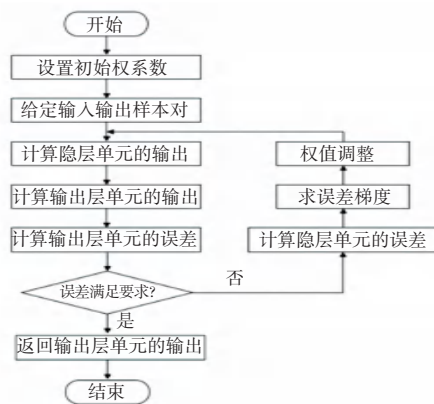 开始
设置初始权系数
给定输入输出样本对
计算隐层单元的输出
权值调整
计算输出层单元的输出
求误差梯度
计算输出层单元的误差
计算隐层单元的误差
误差满足要求?
否
是
返回输出层单元的输出
结束